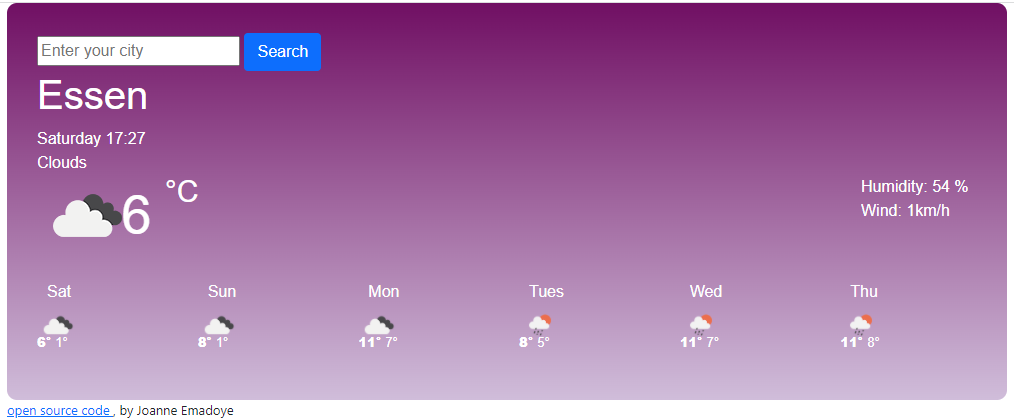 Enter your city Search
Essen
Saturday 17:27
Clouds
6 °C
Humidity: 54 %
Wind: 1km/h
Sat Sun Mon Tues Wed Thu
6° 1° 8° 1° 11° 7° 8° 5° 11° 7° 11° 8°
open source code , by Joanne Emadoye